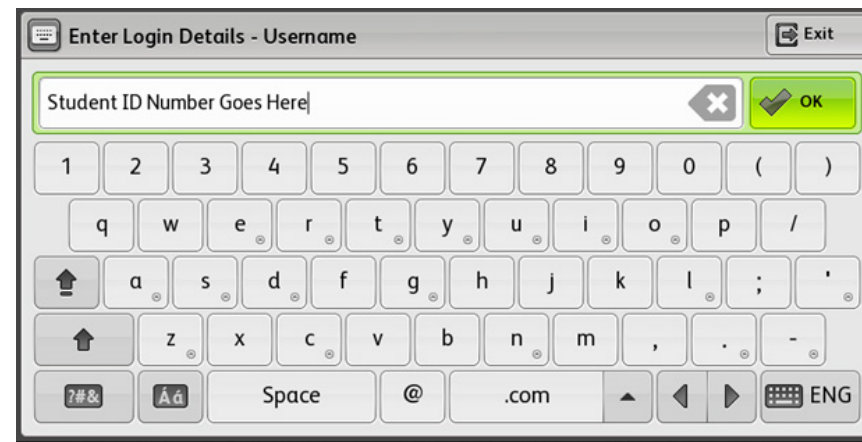 Enter Login Details - Username Exit
Student ID Number Goes Here OK
1 2 3 4 5 6 7 8 9 0 ( )
q w e r t y u i o p /
a s d f g h j k l ; '
z x c v b n m , . -
?#& Áá Space @ .com ENG